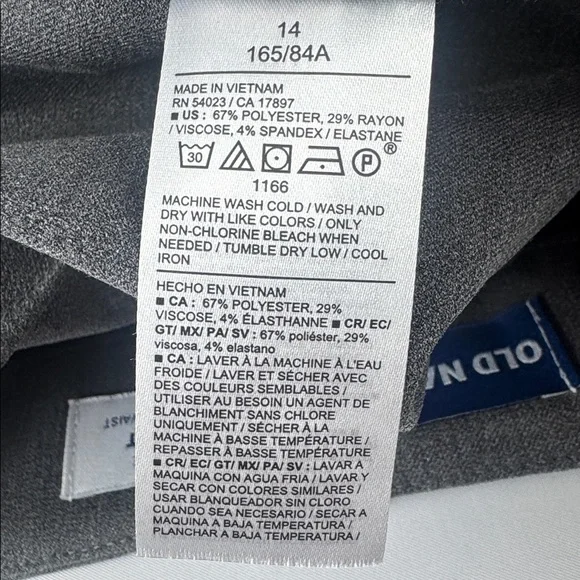 14
165/84A
MADE IN VIETNAM
RN 54023 / CA 17897
■ US : 67% POLYESTER, 29% RAYON
/ VISCOSE, 4% SPANDEX / ELASTANE
30 P ®
1166
MACHINE WASH COLD / WASH AND
DRY WITH LIKE COLORS / ONLY
NON-CHLORINE BLEACH WHEN
NEEDED / TUMBLE DRY LOW / COOL
IRON
HECHO EN VIETNAM
■ CA : 67% POLYESTER, 29%
VISCOSE, 4% ÉLASTHANNE ■ CR/ EC/
GT/ MX/ PA/ SV : 67% poliéster, 29%
viscosa, 4% elastano
■ CA : LAVER À LA MACHINE À L'EAU
FROIDE / LAVER ET SÉCHER AVEC
DES COULEURS SEMBLABLES /
UTILISER AU BESOIN UN AGENT DE
BLANCHIMENT SANS CHLORE
UNIQUEMENT / SÉCHER À LA
MACHINE À BASSE TEMPÉRATURE /
REPASSER À BASSE TEMPÉRATURE
■ CR/ EC/ GT/ MX/ PA/ SV : LAVAR A
MAQUINA CON AGUA FRIA / LAVAR Y
SECAR CON COLORES SIMILARES /
USAR BLANQUEADOR SIN CLORO
CUANDO SEA NECESARIO / SECAR A
MAQUINA A BAJA TEMPERATURA /
PLANCHAR A BAJA TEMPERATURA
OLD NA
WAIST